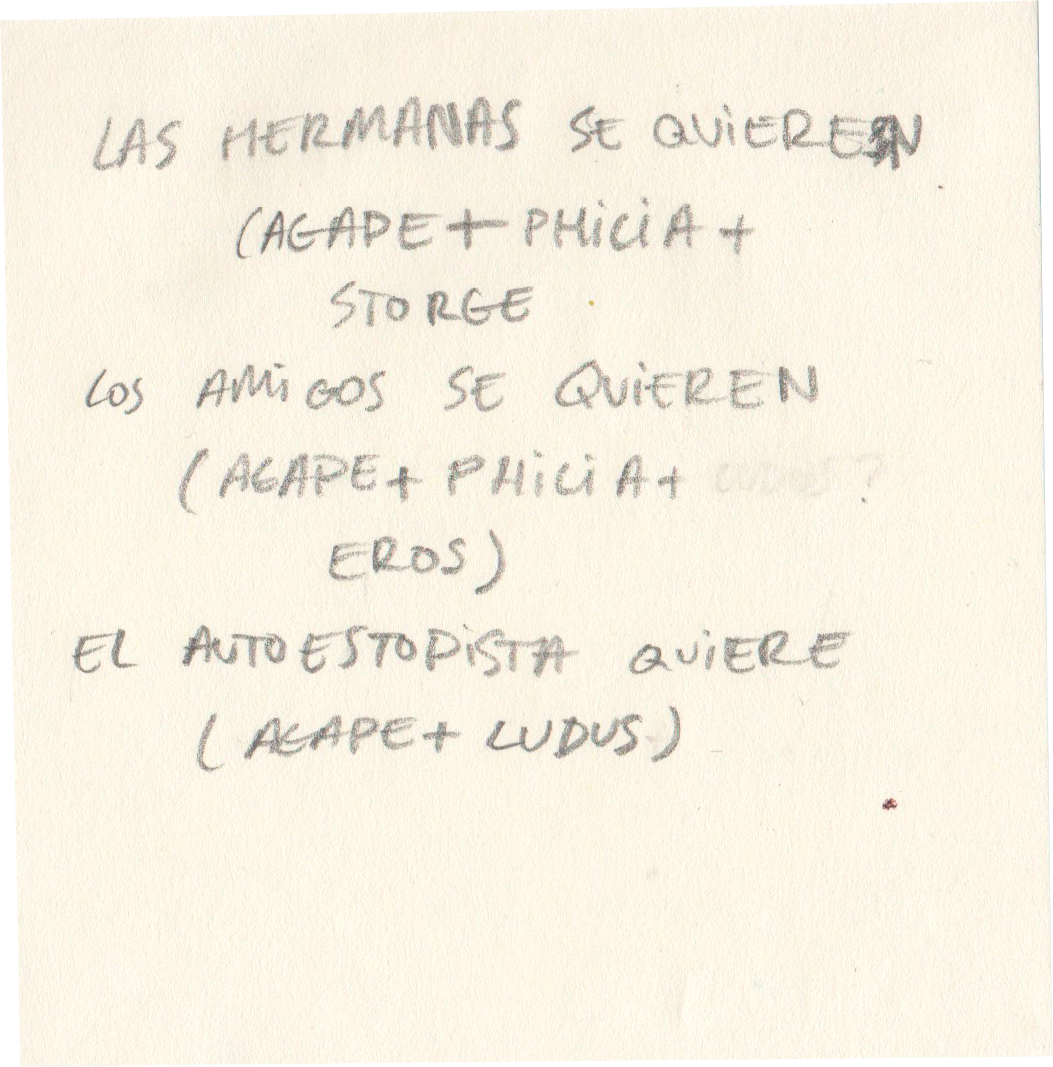 LAS HERMANAS SE QUIEREN
(AGAPE + PHILIA +
STORGE
LOS AMIGOS SE QUIEREN
(AGAPE + PHILIA + ?
EROS)
EL AUTOESTOPISTA QUIERE
(AGAPE + LUDUS)